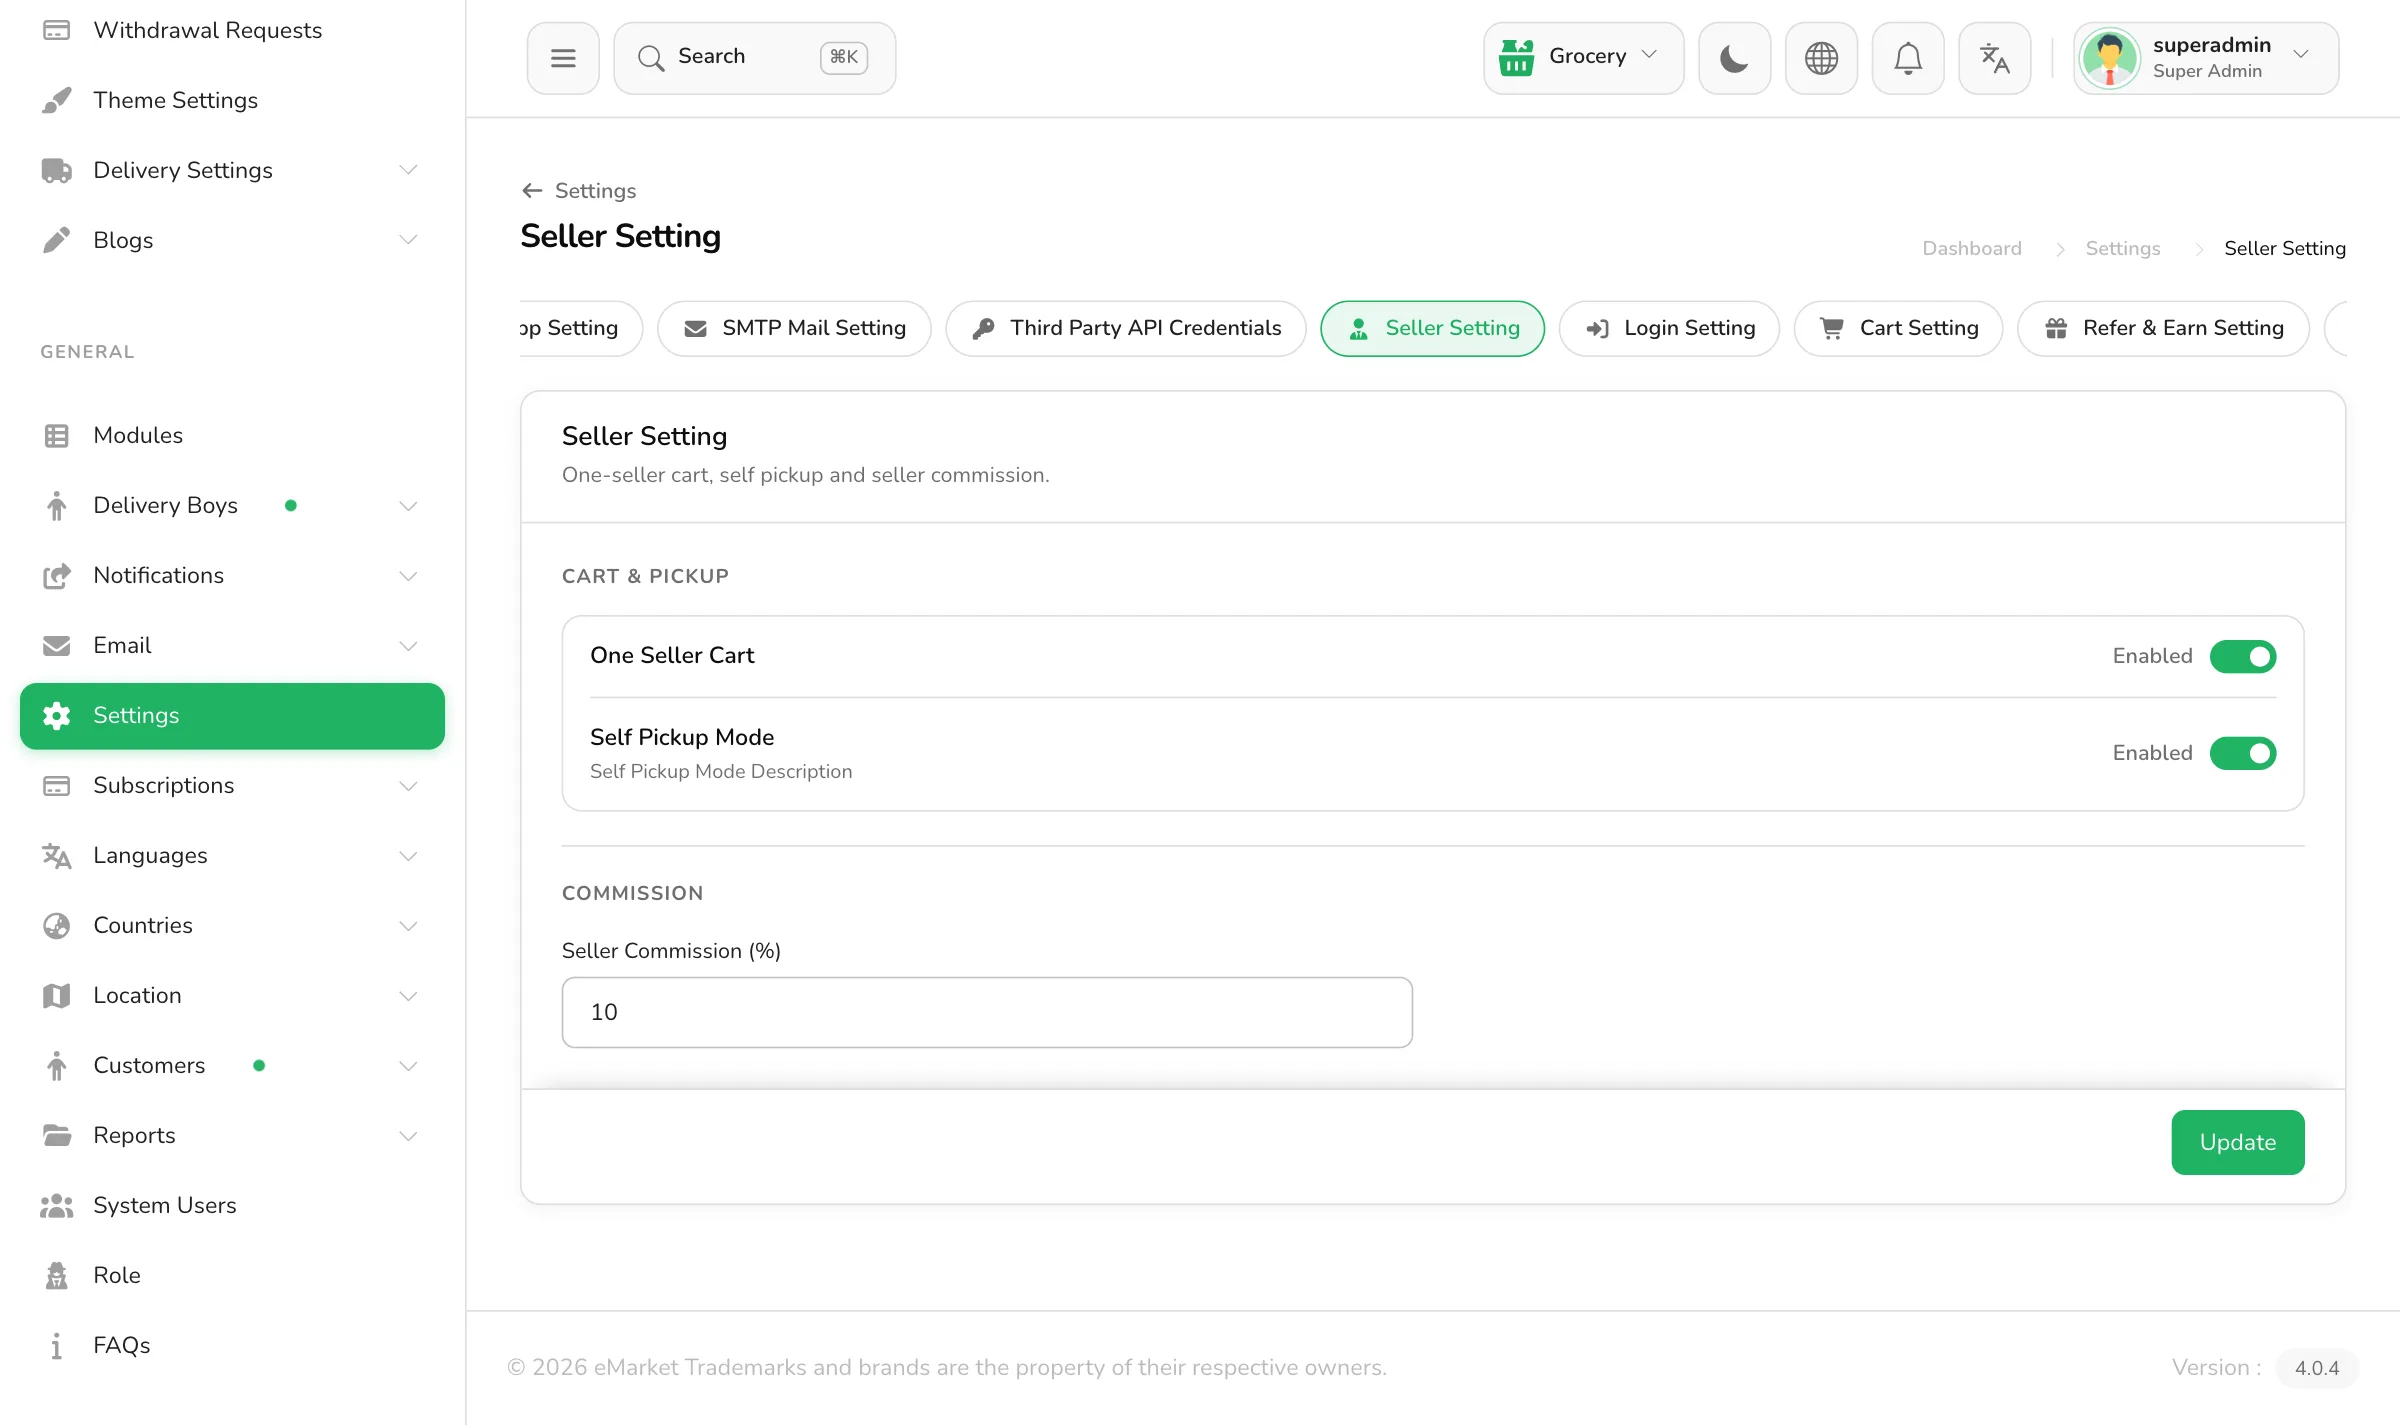 Withdrawal Requests
Theme Settings
Delivery Settings
Blogs
GENERAL
Modules
Delivery Boys
Notifications
Email
Settings
Subscriptions
Languages
Countries
Location
Customers
Reports
System Users
Role
FAQs
Search ⌘K
Grocery
superadmin
Super Admin
Settings
Seller Setting
Dashboard Settings Seller Setting
pp Setting SMTP Mail Setting Third Party API Credentials Seller Setting Login Setting Cart Setting Refer & Earn Setting
Seller Setting
One-seller cart, self pickup and seller commission.
CART & PICKUP
One Seller Cart Enabled
Self Pickup Mode
Self Pickup Mode Description
Enabled
COMMISSION
Seller Commission (%)
10
Update
© 2026 eMarket Trademarks and brands are the property of their respective owners.
Version : 4.0.4